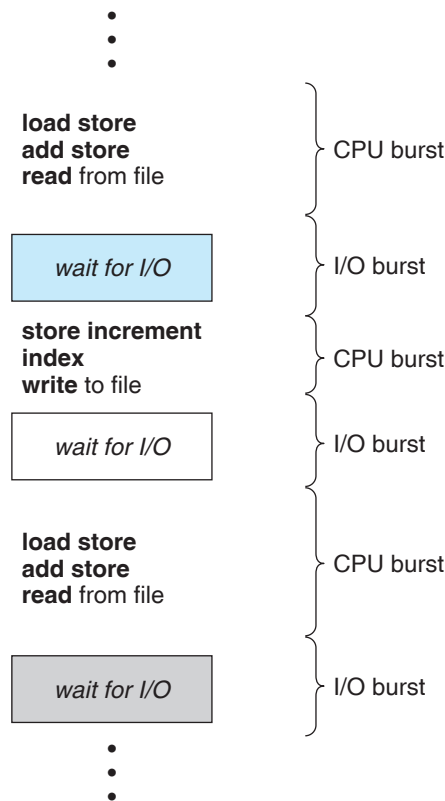 load store
add store
read from file
CPU burst
wait for I/O
I/O burst
store increment
index
write to file
CPU burst
wait for I/O
I/O burst
load store
add store
read from file
CPU burst
wait for I/O
I/O burst